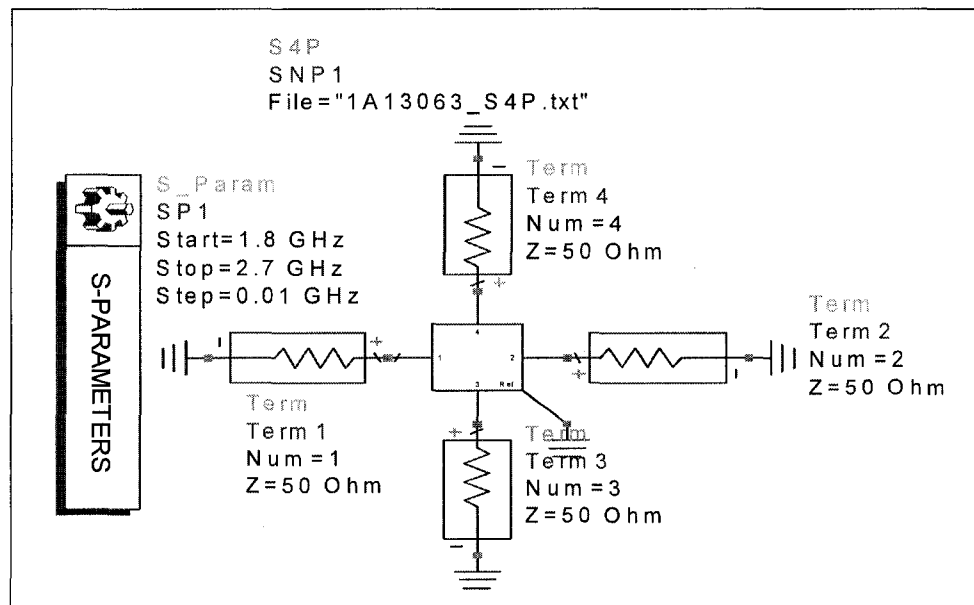 S4P
SNP1
File="1A13063_S4P.txt"
S_Param
SP1
Start=1.8 GHz
Stop=2.7 GHz
Step=0.01 GHz
S-PARAMETERS
Term
Term 4
Num=4
Z=50 Ohm
Term
Term 2
Num=2
Z=50 Ohm
Term
Term 1
Num=1
Z=50 Ohm
Term
Term 3
Num=3
Z=50 Ohm
4
1
2
3
Ref